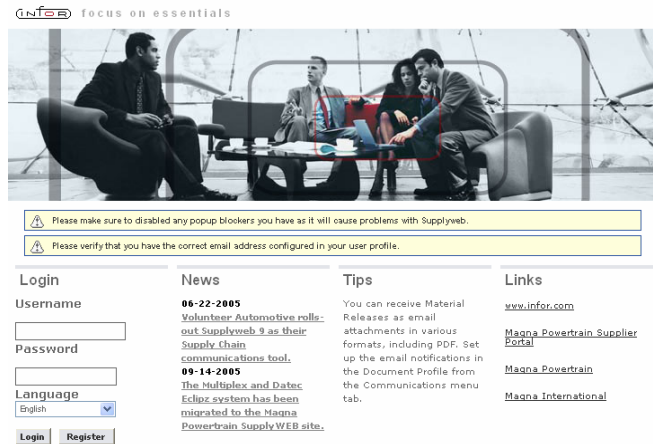 infor focus on essentials
Please make sure to disabled any popup blockers you have as it will cause problems with Supplyweb.
Please verify that you have the correct email address configured in your user profile.
Login
Username
Password
Language
English
Login Register
News
06-22-2005
Volunteer Automotive rolls-
out Supplyweb 9 as their
Supply Chain
communications tool.
09-14-2005
The Multiplex and Datec
Eclipz system has been
migrated to the Magna
Powertrain SupplyWEB site.
Tips
You can receive Material
Releases as email
attachments in various
formats, including PDF. Set
up the email notifications in
the Document Profile from
the Communications menu
tab.
Links
www.infor.com
Magna Powertrain Supplier
Portal
Magna Powertrain
Magna International